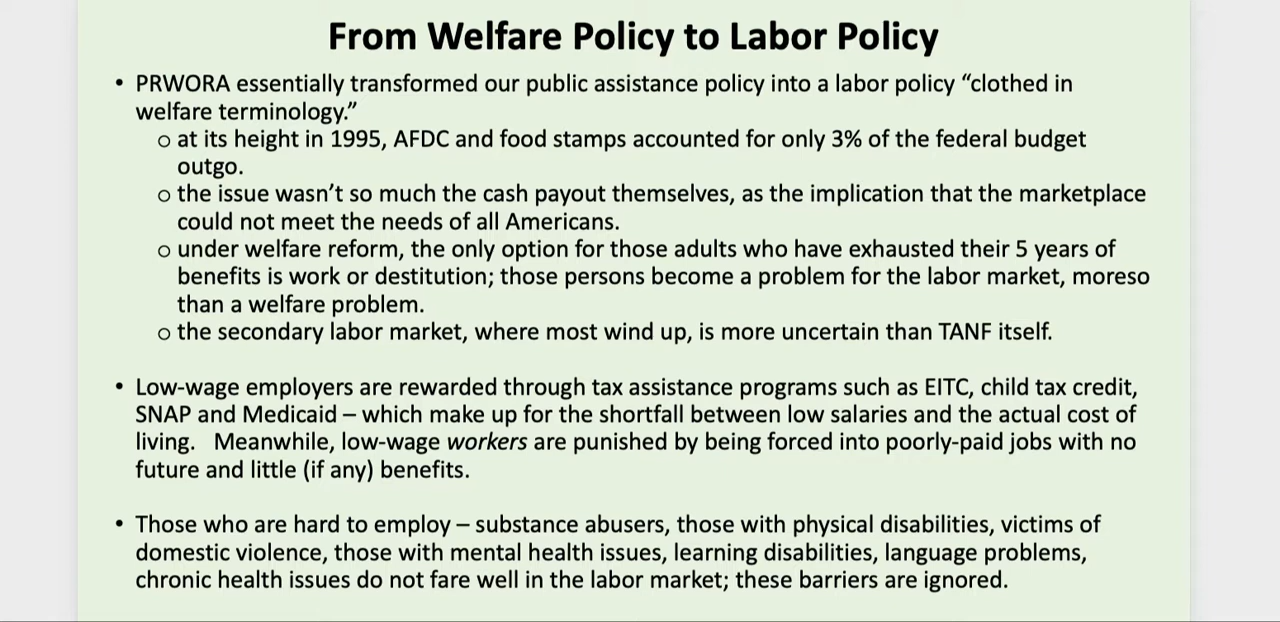 From Welfare Policy to Labor Policy
• PRWORA essentially transformed our public assistance policy into a labor policy “clothed in
welfare terminology.”
o at its height in 1995, AFDC and food stamps accounted for only 3% of the federal budget
outgo.
o the issue wasn’t so much the cash payout themselves, as the implication that the marketplace
could not meet the needs of all Americans.
o under welfare reform, the only option for those adults who have exhausted their 5 years of
benefits is work or destitution; those persons become a problem for the labor market, moreso
than a welfare problem.
o the secondary labor market, where most wind up, is more uncertain than TANF itself.
• Low-wage employers are rewarded through tax assistance programs such as EITC, child tax credit,
SNAP and Medicaid – which make up for the shortfall between low salaries and the actual cost of
living.   Meanwhile, low-wage workers are punished by being forced into poorly-paid jobs with no
future and little (if any) benefits.
• Those who are hard to employ – substance abusers, those with physical disabilities, victims of
domestic violence, those with mental health issues, learning disabilities, language problems,
chronic health issues do not fare well in the labor market; these barriers are ignored.